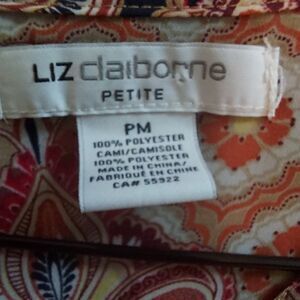 LIZ claiborne
PETITE
PM
100% POLYESTER
CAMI/CAMISOLE
100% POLYESTER
MADE IN CHINA/
FABRIQUÉ EN CHINE
CA# 55922